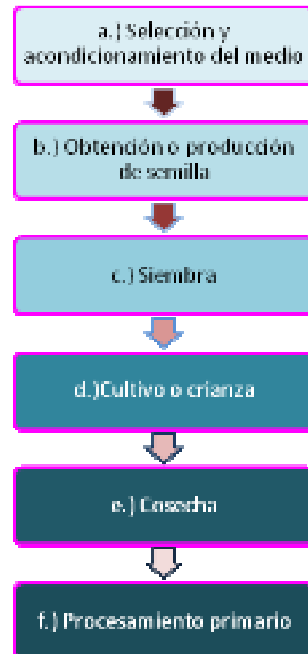 a.) Selección y
acondicionamiento del medio
b.) Obtención o producción
de semilla
c.) Siembra
d.)Cultivo o crianza
e.) Cosecha
f.) Procesamiento primario